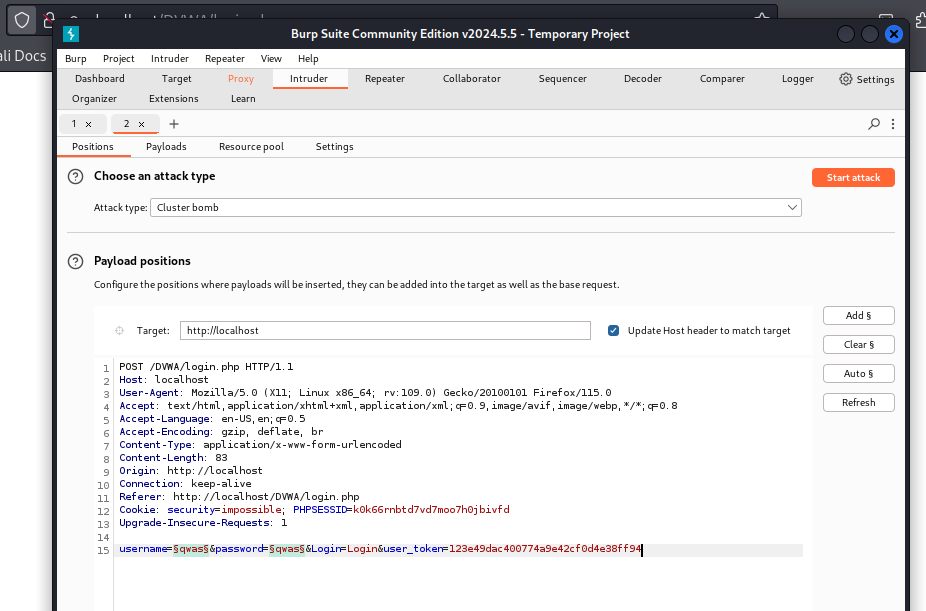 ali Docs
Burp Suite Community Edition v2024.5.5 - Temporary Project
Burp Project Intruder Repeater View Help
Dashboard Target Proxy Intruder Repeater Collaborator Sequencer Decoder Comparer Logger Settings
Organizer Extensions Learn
1 × 2 × +
Positions Payloads Resource pool Settings
? Choose an attack type Start attack
Attack type: Cluster bomb
? Payload positions
Configure the positions where payloads will be inserted, they can be added into the target as well as the base request.
Target: http://localhost Update Host header to match target
Add §
Clear §
Auto §
Refresh
1 POST /DVWA/login.php HTTP/1.1
2 Host: localhost
3 User-Agent: Mozilla/5.0 (X11; Linux x86_64; rv:109.0) Gecko/20100101 Firefox/115.0
4 Accept: text/html,application/xhtml+xml,application/xml;q=0.9,image/avif,image/webp,*/*;q=0.8
5 Accept-Language: en-US,en;q=0.5
6 Accept-Encoding: gzip, deflate, br
7 Content-Type: application/x-www-form-urlencoded
8 Content-Length: 83
9 Origin: http://localhost
10 Connection: keep-alive
11 Referer: http://localhost/DVWA/login.php
12 Cookie: security=impossible; PHPSESSID=k0k66rnbtd7vd7moo7h0jbivfd
13 Upgrade-Insecure-Requests: 1
14
15 username=§qwas§&password=§qwas§&Login=Login&user_token=123e49dac400774a9e42cf0d4e38ff94